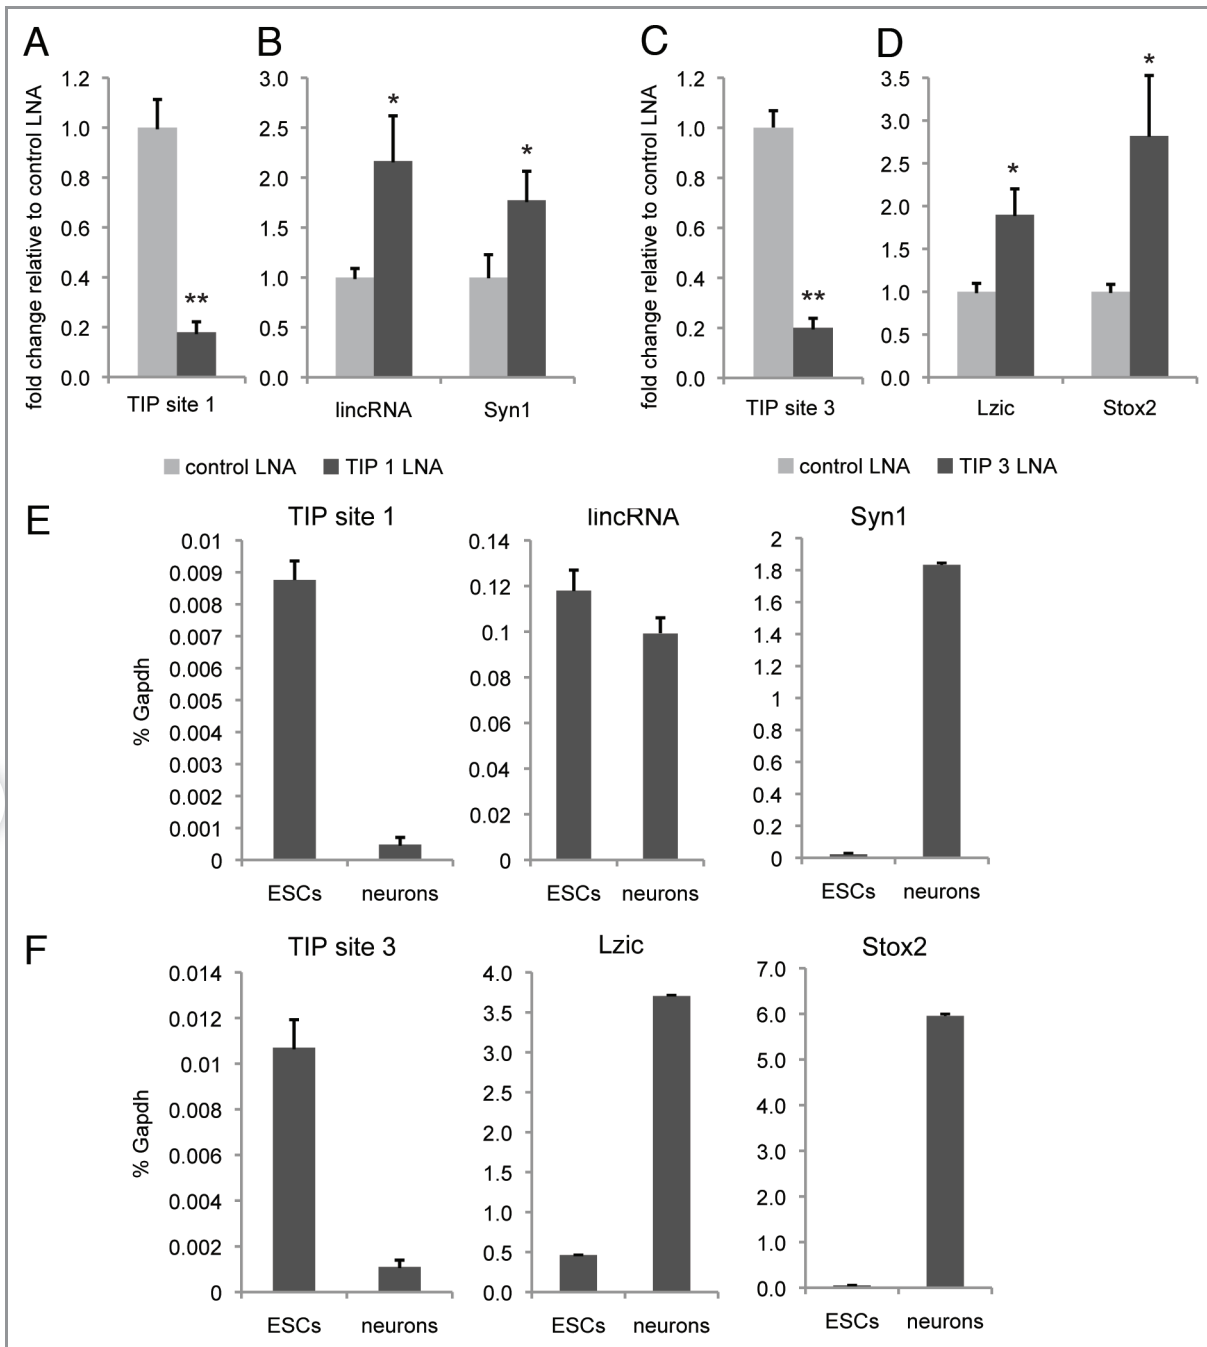 A
B
C
D
fold change relative to control LNA
1.2
1.0
0.8
0.6
0.4
0.2
0.0
**
TIP site 1
3.0
2.5
2.0
1.5
1.0
0.5
0.0
*
*
lincRNA
Syn1
control LNA
TIP 1 LNA
fold change relative to control LNA
1.2
1.0
0.8
0.6
0.4
0.2
0.0
**
TIP site 3
3.5
3.0
2.5
2.0
1.5
1.0
0.5
0.0
*
*
Lzic
Stox2
control LNA
TIP 3 LNA
E
TIP site 1
% Gapdh
0.01
0.009
0.008
0.007
0.006
0.005
0.004
0.003
0.002
0.001
0
ESCs
neurons
lincRNA
0.14
0.12
0.1
0.08
0.06
0.04
0.02
0
ESCs
neurons
Syn1
2
1.8
1.6
1.4
1.2
1
0.8
0.6
0.4
0.2
0
ESCs
neurons
F
TIP site 3
% Gapdh
0.014
0.012
0.01
0.008
0.006
0.004
0.002
0
ESCs
neurons
Lzic
4.0
3.5
3.0
2.5
2.0
1.5
1.0
0.5
0.0
ESCs
neurons
Stox2
7.0
6.0
5.0
4.0
3.0
2.0
1.0
0.0
ESCs
neurons